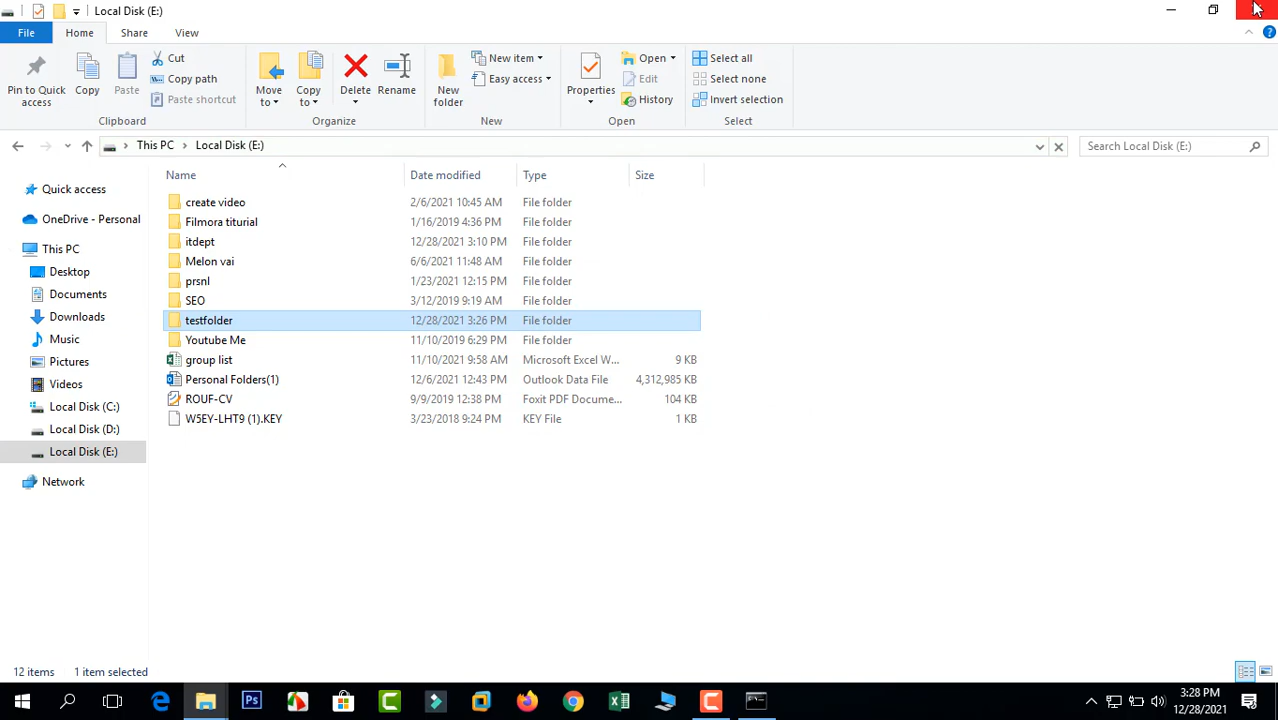 Local Disk (E:)
File Home Share View
Pin to Quick access
Copy
Paste
Cut
Copy path
Paste shortcut
Clipboard
Move to
Copy to
Delete
Rename
Organize
New folder
New item
Easy access
New
Properties
Open
Edit
History
Open
Select all
Select none
Invert selection
Select
This PC Local Disk (E:)
Search Local Disk (E:)
Quick access
OneDrive - Personal
This PC
Desktop
Documents
Downloads
Music
Pictures
Videos
Local Disk (C:)
Local Disk (D:)
Local Disk (E:)
Network
Name Date modified Type Size
create video 2/6/2021 10:45 AM File folder
Filmora titurial 1/16/2019 4:36 PM File folder
itdept 12/28/2021 3:10 PM File folder
Melon vai 6/6/2021 11:48 AM File folder
prsnl 1/23/2021 12:15 PM File folder
SEO 3/12/2019 9:19 AM File folder
testfolder 12/28/2021 3:26 PM File folder
Youtube Me 11/10/2019 6:29 PM File folder
group list 11/10/2021 9:58 AM Microsoft Excel W... 9 KB
Personal Folders(1) 12/6/2021 12:43 PM Outlook Data File 4,312,985 KB
ROUF-CV 9/9/2019 12:38 PM Foxit PDF Docume... 104 KB
W5EY-LHT9 (1).KEY 3/23/2018 9:24 PM KEY File 1 KB
12 items 1 item selected
Ps
3:28 PM
12/28/2021